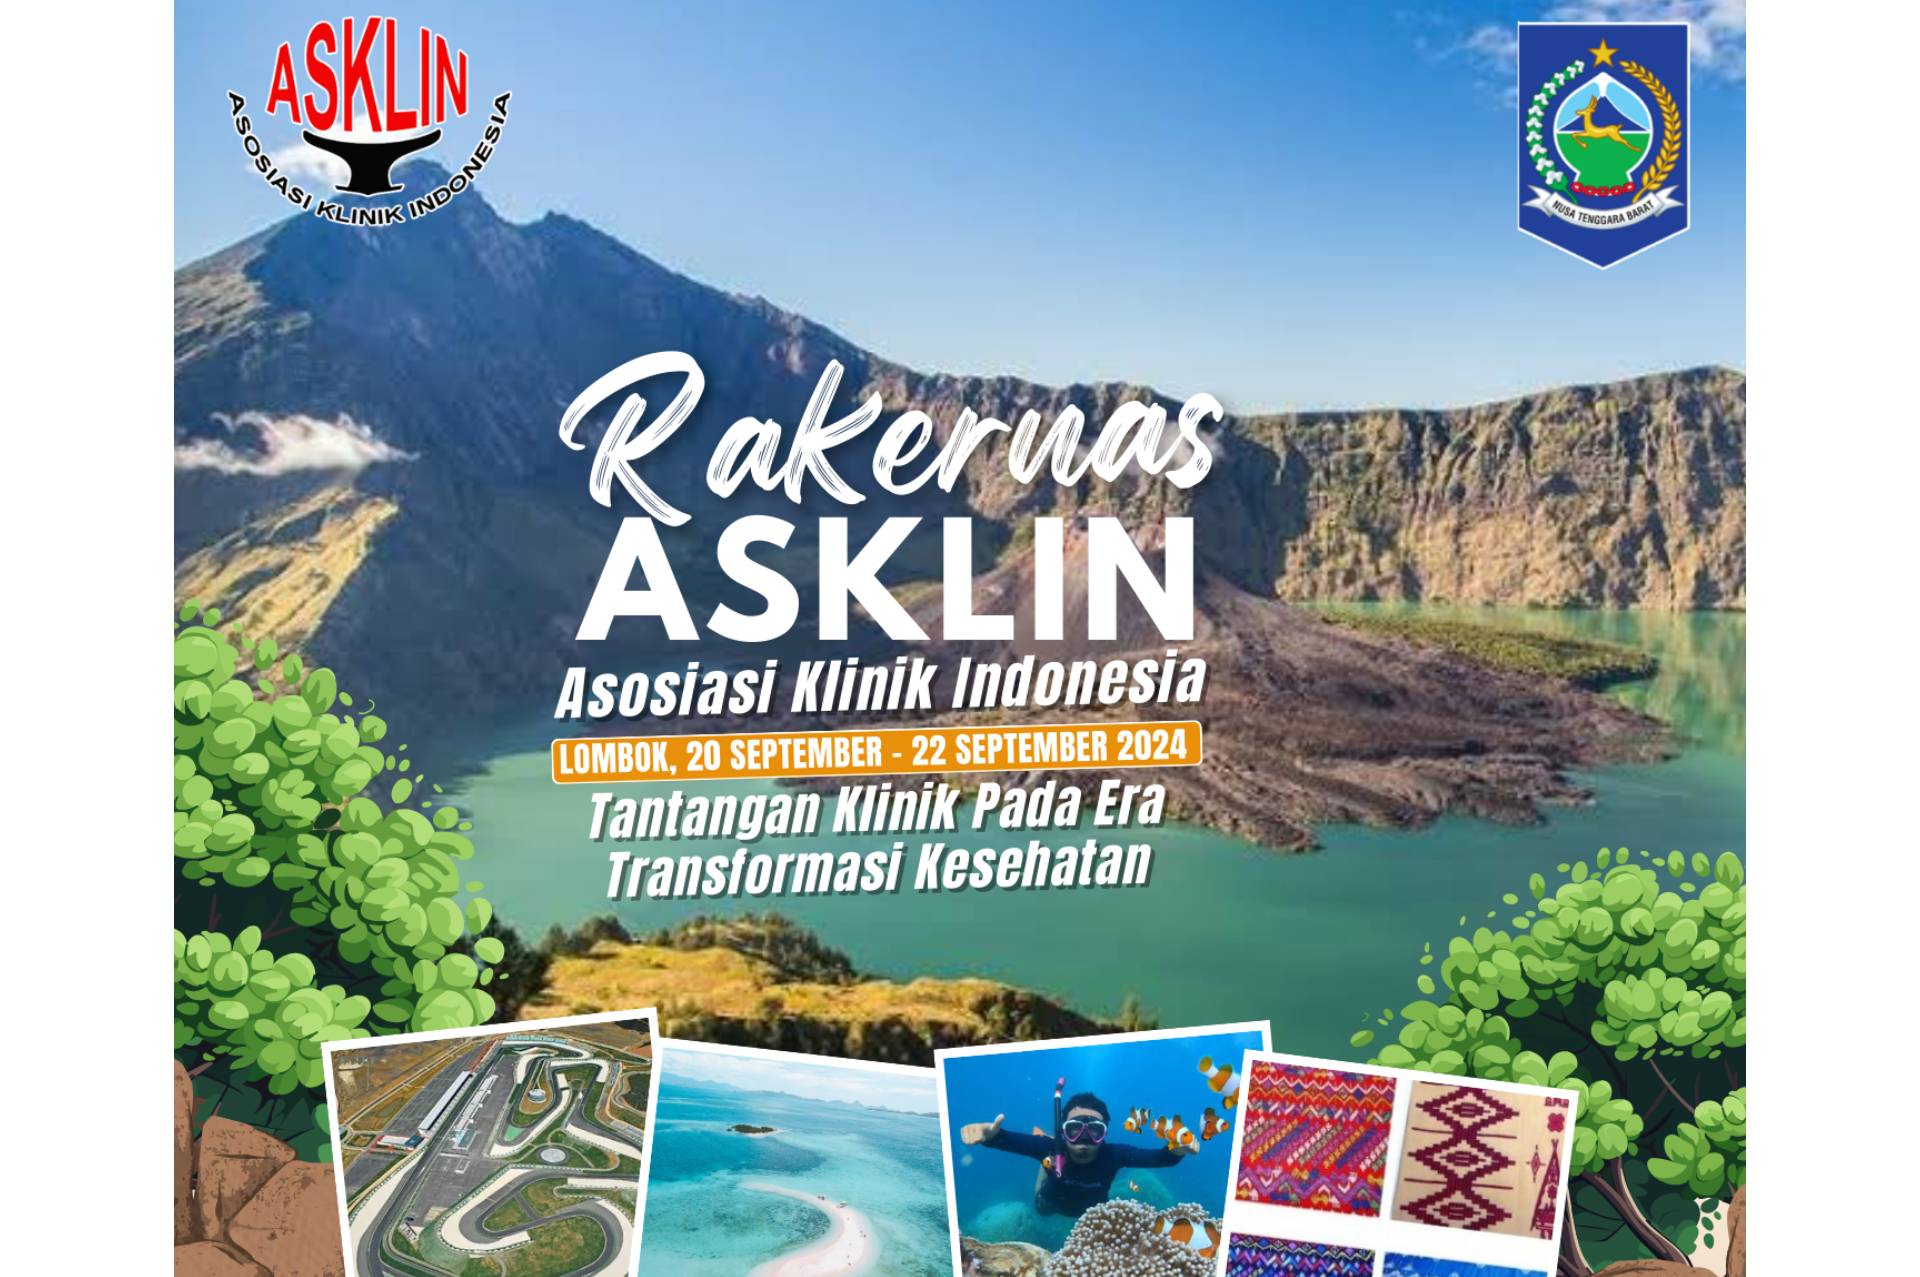 ASKLIN
ASOSIASI KLINIK INDONESIA
NUSA TENGGARA BARAT
Rakernas
ASKLIN
Asosiasi Klinik Indonesia
LOMBOK, 20 SEPTEMBER - 22 SEPTEMBER 2024
Tantangan Klinik Pada Era
Transformasi Kesehatan